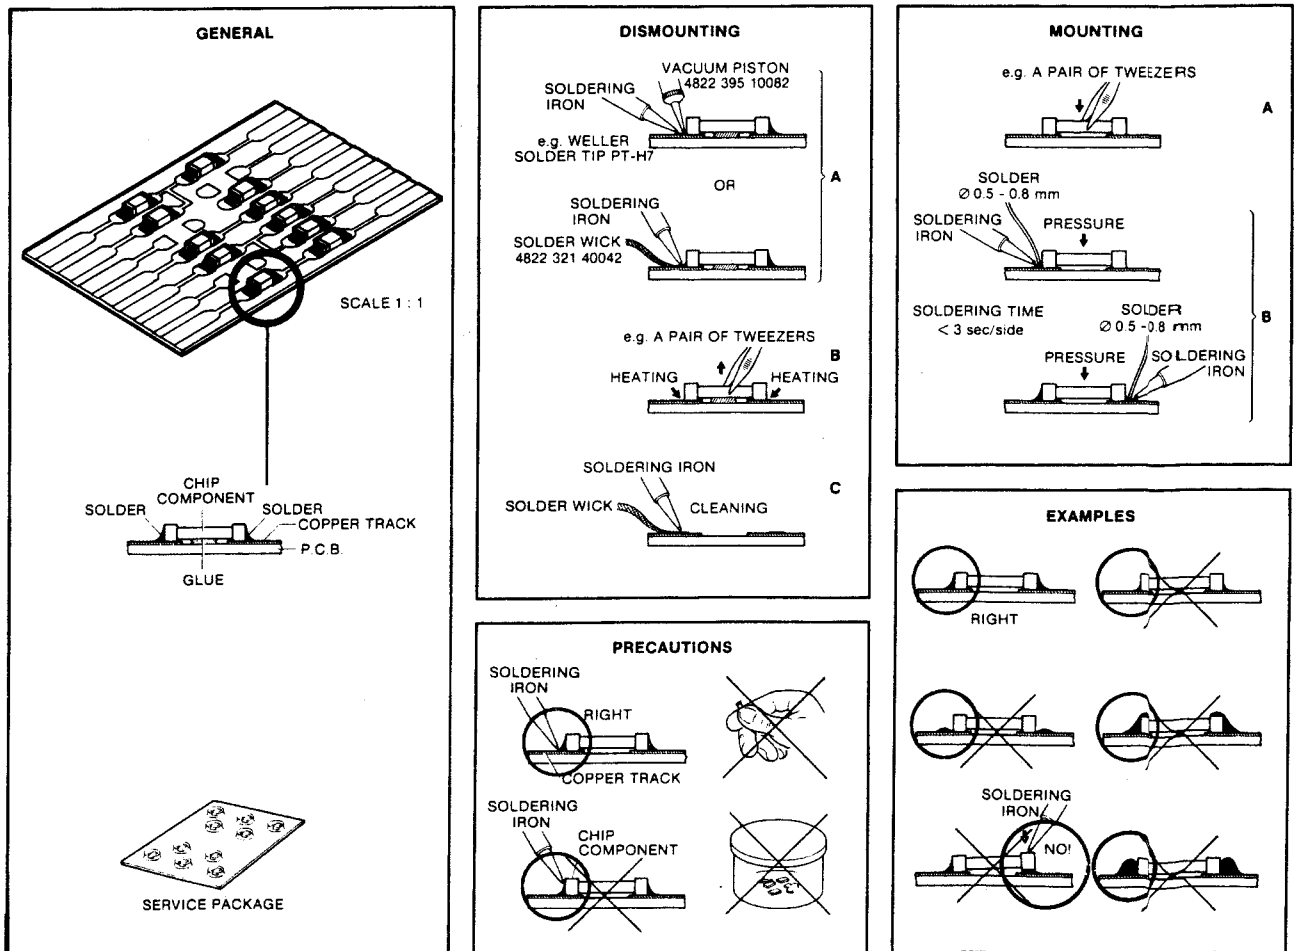 GENERAL
SCALE 1 : 1
CHIP
COMPONENT
SOLDER
SOLDER
COPPER TRACK
P.C.B.
GLUE
SERVICE PACKAGE
DISMOUNTING
VACUUM PISTON
4822 395 10082
SOLDERING
IRON
e.g. WELLER
SOLDER TIP PT-H7
A
OR
SOLDERING
IRON
SOLDER WICK
4822 321 40042
e.g. A PAIR OF TWEEZERS
B
HEATING
HEATING
SOLDERING IRON
C
SOLDER WICK
CLEANING
PRECAUTIONS
SOLDERING
IRON
RIGHT
COPPER TRACK
SOLDERING
IRON
CHIP
COMPONENT
MOUNTING
e.g. A PAIR OF TWEEZERS
A
SOLDER
Ø 0.5 - 0.8 mm
SOLDERING
IRON
PRESSURE
SOLDERING TIME
< 3 sec/side
SOLDER
Ø 0.5 - 0.8 mm
B
PRESSURE
SOLDERING
IRON
EXAMPLES
RIGHT
SOLDERING
IRON
NO!